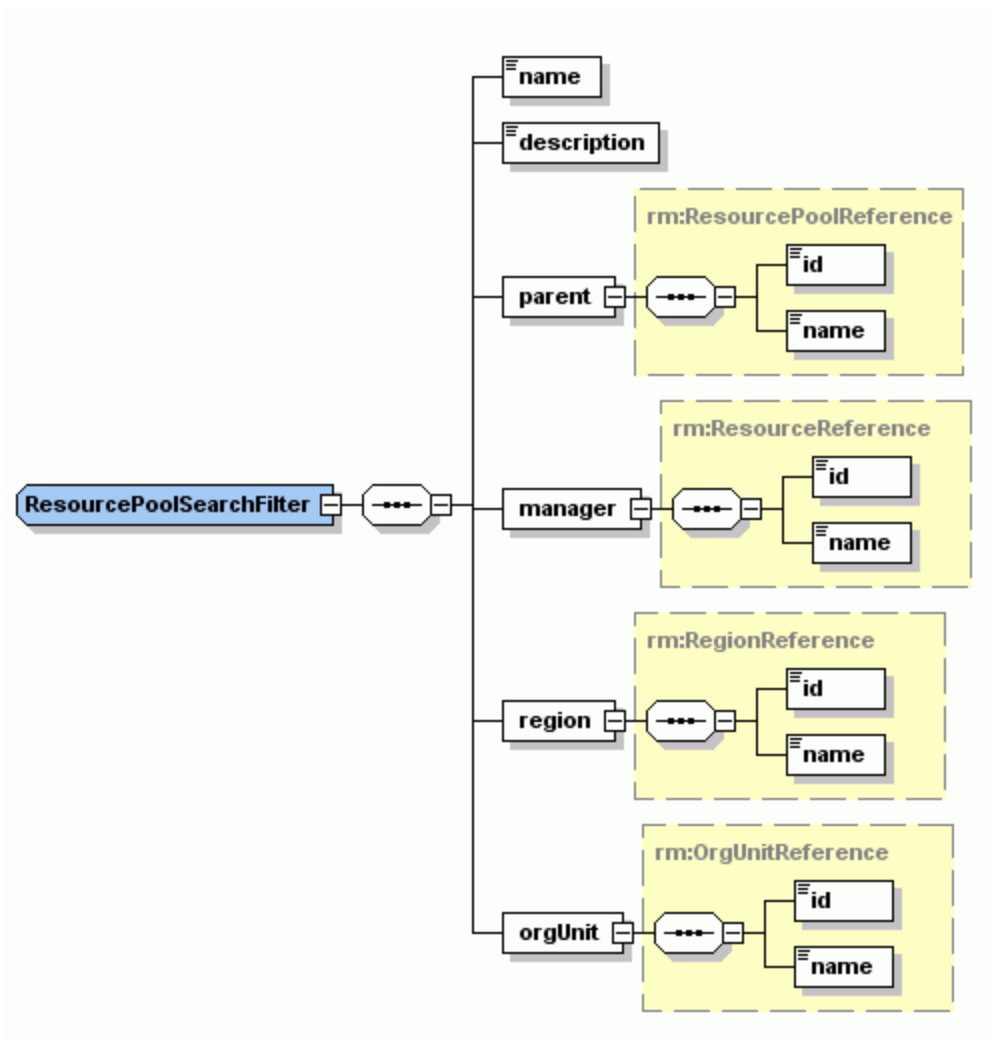 name
description
rm:ResourcePoolReference
id
parent
name
rm:ResourceReference
id
ResourcePoolSearchFilter
manager
name
rm:RegionReference
id
region
name
rm:OrgUnitReference
id
orgUnit
name